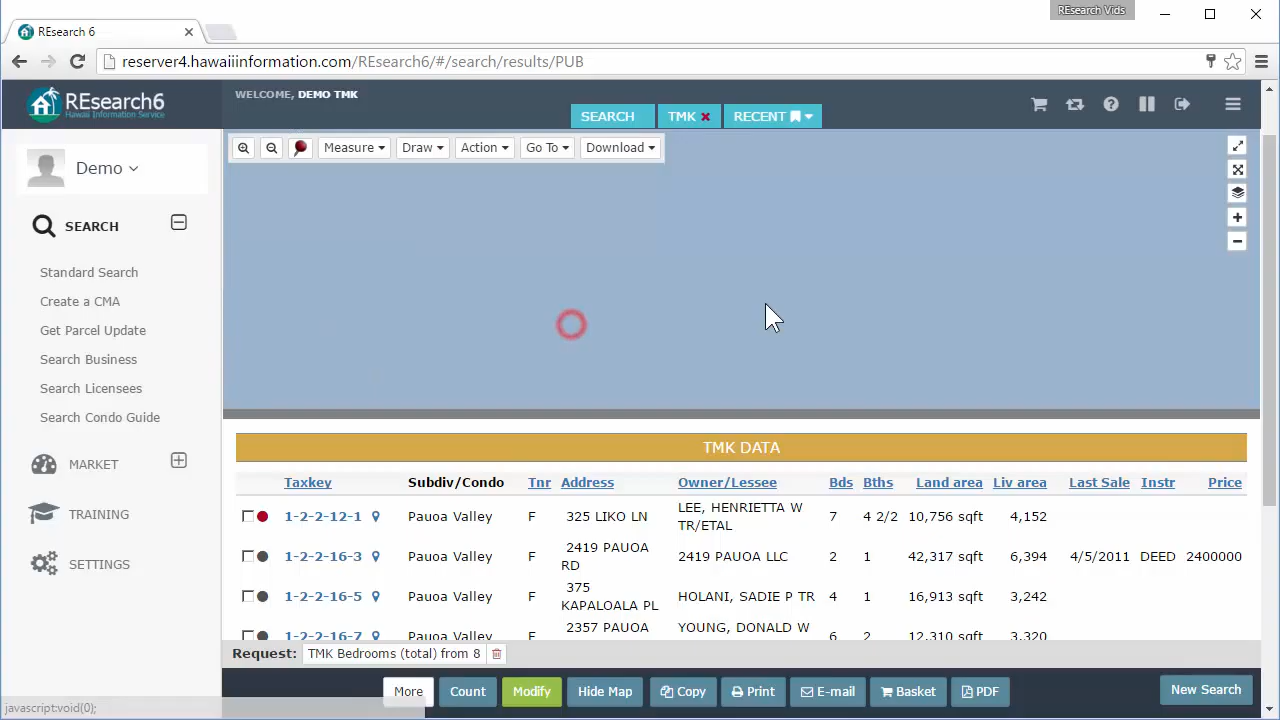 REsearch Vids
REsearch 6
reserver4.hawaiiinformation.com/REsearch6/#/search/results/PUB
REsearch6
Hawaii Information Service
WELCOME, DEMO TMK
SEARCH TMK RECENT
Demo
Measure Draw Action Go To Download
SEARCH
Standard Search
Create a CMA
Get Parcel Update
Search Business
Search Licensees
Search Condo Guide
MARKET
TRAINING
SETTINGS
TMK DATA
Taxkey Subdiv/Condo Tnr Address Owner/Lessee Bds Bths Land area Liv area Last Sale Instr Price
1-2-2-12-1 Pauoa Valley F 325 LIKO LN LEE, HENRIETTA W TR/ETAL 7 4 2/2 10,756 sqft 4,152
1-2-2-16-3 Pauoa Valley F 2419 PAUOA RD 2419 PAUOA LLC 2 1 42,317 sqft 6,394 4/5/2011 DEED 2400000
1-2-2-16-5 Pauoa Valley F 375 KAPALOALA PL HOLANI, SADIE P TR 4 1 16,913 sqft 3,242
1-2-2-16-7 Pauoa Valley F 2357 PAUOA YOUNG, DONALD W 6 2 12,310 sqft 3,320
Request: TMK Bedrooms (total) from 8
More Count Modify Hide Map Copy Print E-mail Basket PDF New Search
javascript:void(0);